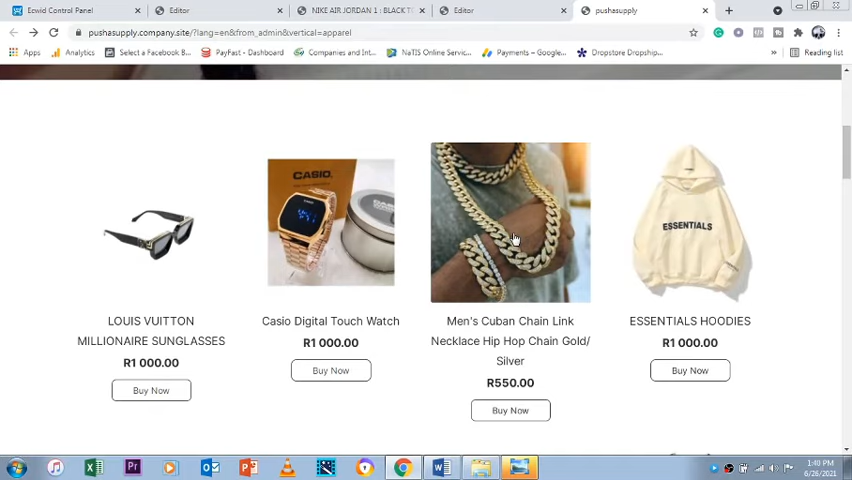 Ecwid Control Panel
Editor
NIKE AIR JORDAN 1 : BLACK T
Editor
pushasupply
pushasupply.company.site/?lang=en&from_admin&vertical=apparel
Apps
Analytics
Select a Facebook B...
PayFast - Dashboard
Companies and Int...
NaTIS Online Servic...
Payments – Google...
Dropstore Dropship...
Reading list
CASIO
ESSENTIALS
LOUIS VUITTON
MILLIONAIRE SUNGLASSES
R1 000.00
Buy Now
Casio Digital Touch Watch
R1 000.00
Buy Now
Men's Cuban Chain Link
Necklace Hip Hop Chain Gold/
Silver
R550.00
Buy Now
ESSENTIALS HOODIES
R1 000.00
Buy Now
1:40 PM
6/26/2021